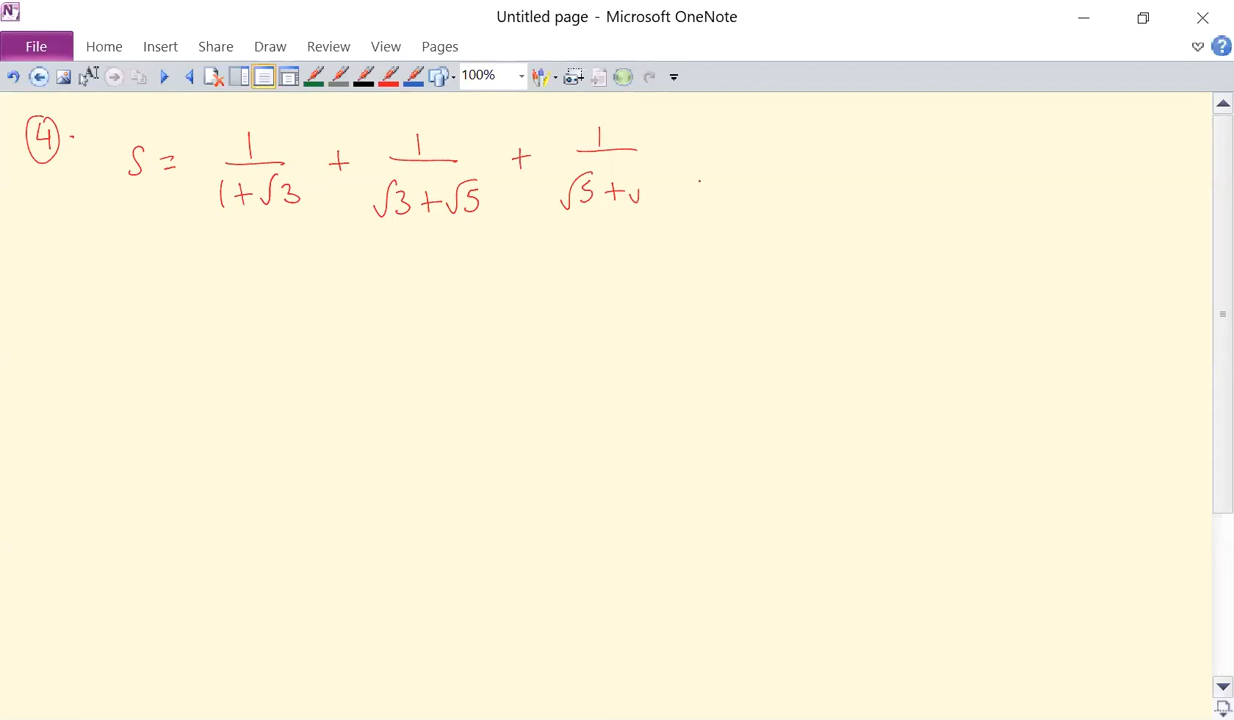 Untitled page - Microsoft OneNote
File Home Insert Share Draw Review View Pages
100%
④. S = 1/(1+√3) + 1/(√3+√5) + 1/(√5+√